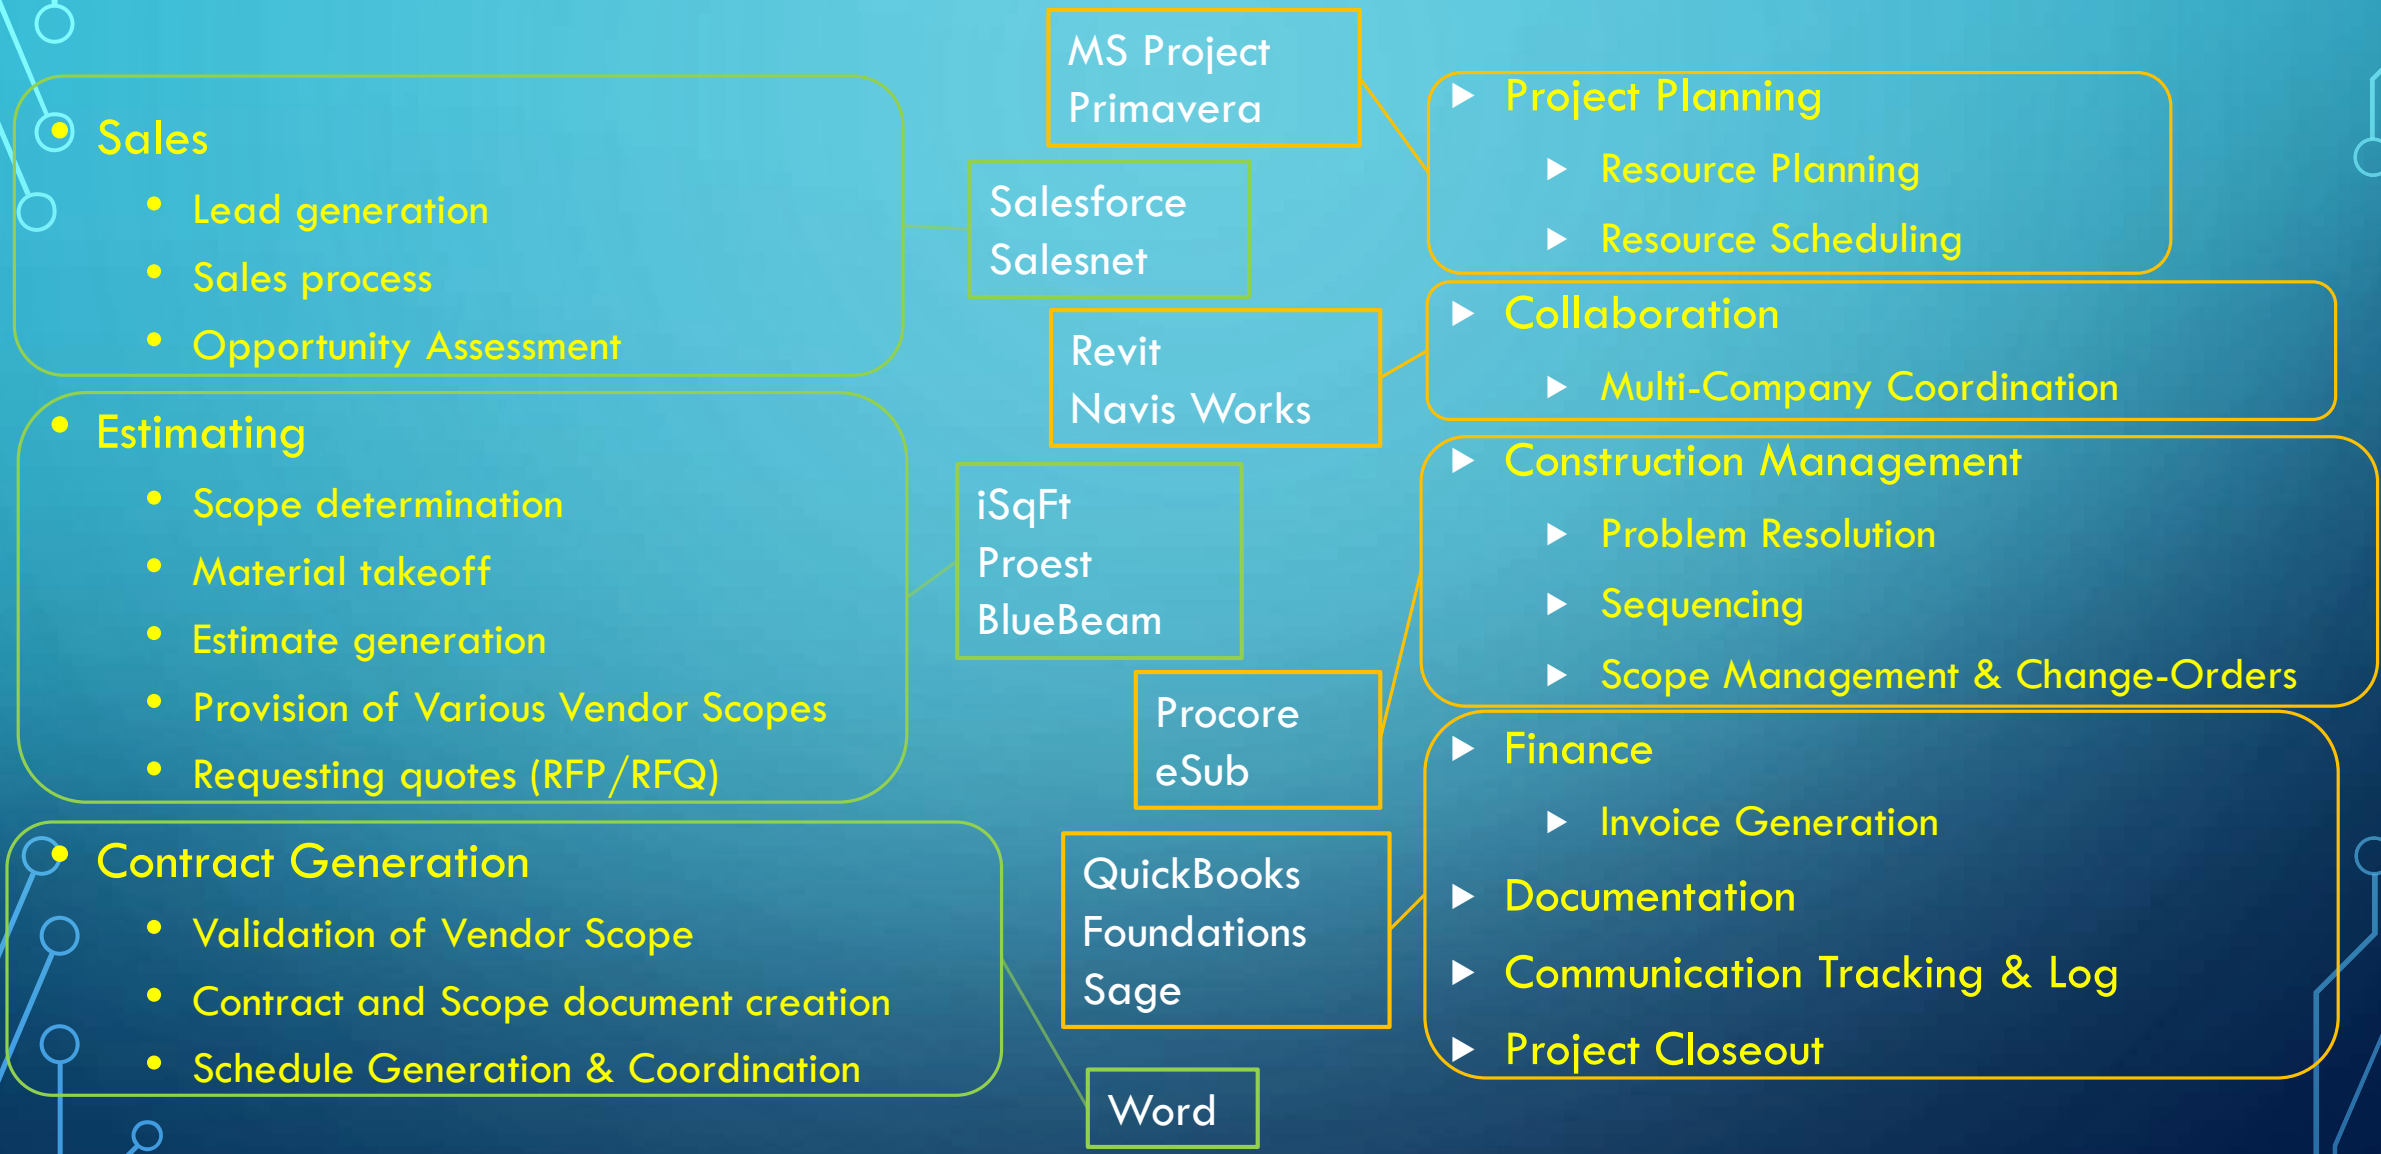 Sales
Lead generation
Sales process
Opportunity Assessment
Estimating
Scope determination
Material takeoff
Estimate generation
Provision of Various Vendor Scopes
Requesting quotes (RFP/RFQ)
Contract Generation
Validation of Vendor Scope
Contract and Scope document creation
Schedule Generation & Coordination
MS Project
Primavera
Salesforce
Salesnet
Revit
Navis Works
iSqFt
Proest
BlueBeam
Procore
eSub
QuickBooks
Foundations
Sage
Word
Project Planning
Resource Planning
Resource Scheduling
Collaboration
Multi-Company Coordination
Construction Management
Problem Resolution
Sequencing
Scope Management & Change-Orders
Finance
Invoice Generation
Documentation
Communication Tracking & Log
Project Closeout